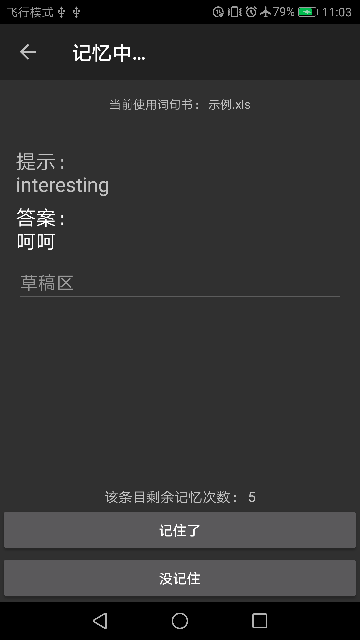 飞行模式 79% 11:03
记忆中...
当前使用词句书：示例.xls
提示：
interesting
答案：
呵呵
草稿区
该条目剩余记忆次数：5
记住了
没记住